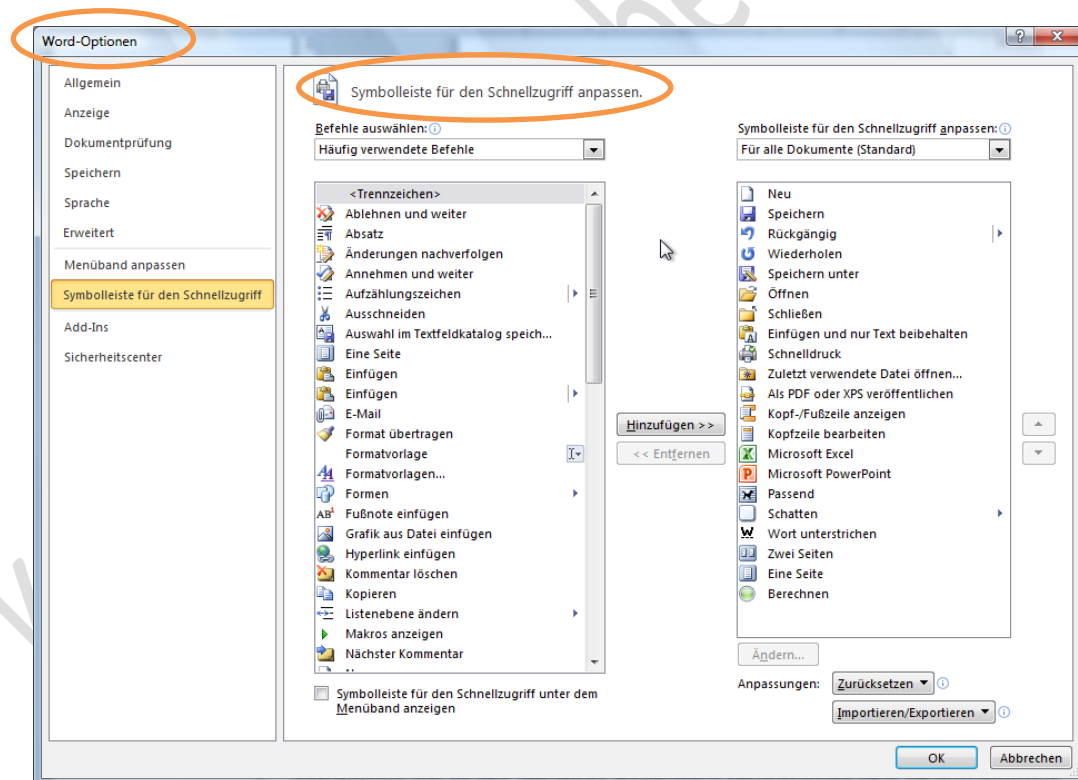 Word-Optionen
Allgemein
Anzeige
Dokumentprüfung
Speichern
Sprache
Erweitert
Menüband anpassen
Symbolleiste für den Schnellzugriff
Add-Ins
Sicherheitscenter
Symbolleiste für den Schnellzugriff anpassen.
Befehle auswählen:
Häufig verwendete Befehle
<Trennzeichen>
Ablehnen und weiter
Absatz
Änderungen nachverfolgen
Annehmen und weiter
Aufzählungszeichen
Ausschneiden
Auswahl im Textfeldkatalog speich...
Eine Seite
Einfügen
Einfügen
E-Mail
Format übertragen
Formatvorlage
Formatvorlagen...
Formen
Fußnote einfügen
Grafik aus Datei einfügen
Hyperlink einfügen
Kommentar löschen
Kopieren
Listenebene ändern
Makros anzeigen
Nächster Kommentar
Symbolleiste für den Schnellzugriff unter dem
Menüband anzeigen
Hinzufügen >>
<< Entfernen
Symbolleiste für den Schnellzugriff anpassen:
Für alle Dokumente (Standard)
Neu
Speichern
Rückgängig
Wiederholen
Speichern unter
Öffnen
Schließen
Einfügen und nur Text beibehalten
Schnelldruck
Zuletzt verwendete Datei öffnen...
Als PDF oder XPS veröffentlichen
Kopf-/Fußzeile anzeigen
Kopfzeile bearbeiten
Microsoft Excel
Microsoft PowerPoint
Passend
Schatten
Wort unterstrichen
Zwei Seiten
Eine Seite
Berechnen
Ändern...
Anpassungen: Zurücksetzen
Importieren/Exportieren
OK Abbrechen